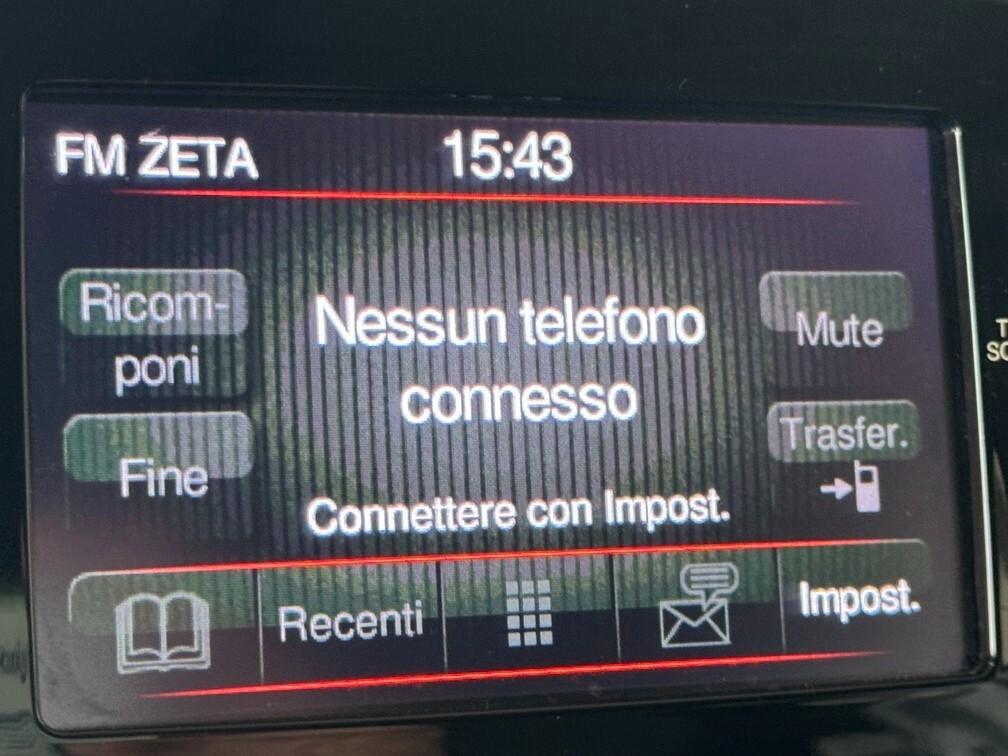 FM ZETA 15:43
Ricom-
poni
Nessun telefono
connesso
Mute
Fine
Trasfer.
Connettere con Impost.
Recenti
Impost.